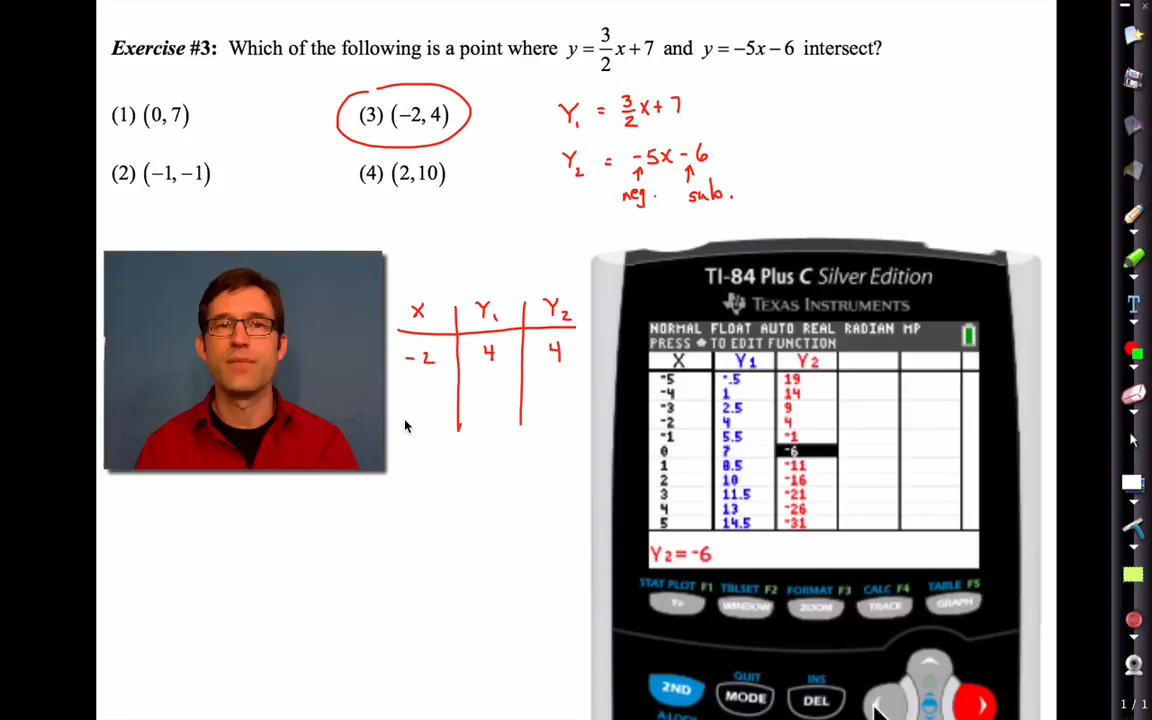 Exercise #3: Which of the following is a point where y = 3/2 x + 7 and y = −5x − 6 intersect?
(1) (0, 7)
(3) (−2, 4)
(2) (−1, −1)
(4) (2, 10)
Y1 = 3/2 x + 7
Y2 = -5x - 6
neg. sub.
X Y1 Y2
-2 4 4
TI-84 Plus C Silver Edition
TEXAS INSTRUMENTS
NORMAL FLOAT AUTO REAL RADIAN MP
PRESS + TO EDIT FUNCTION
X Y1 Y2
-5 -.5 19
-4 1 14
-3 2.5 9
-2 4 4
-1 5.5 -1
0 7 -6
1 8.5 -11
2 10 -16
3 11.5 -21
4 13 -26
5 14.5 -31
Y2=-6
STAT PLOT F1 TBLSET F2 FORMAT F3 CALC F4 TABLE F5
Y= WINDOW ZOOM TRACE GRAPH
QUIT INS
2ND MODE DEL
A-LOCK
T
1 / 1